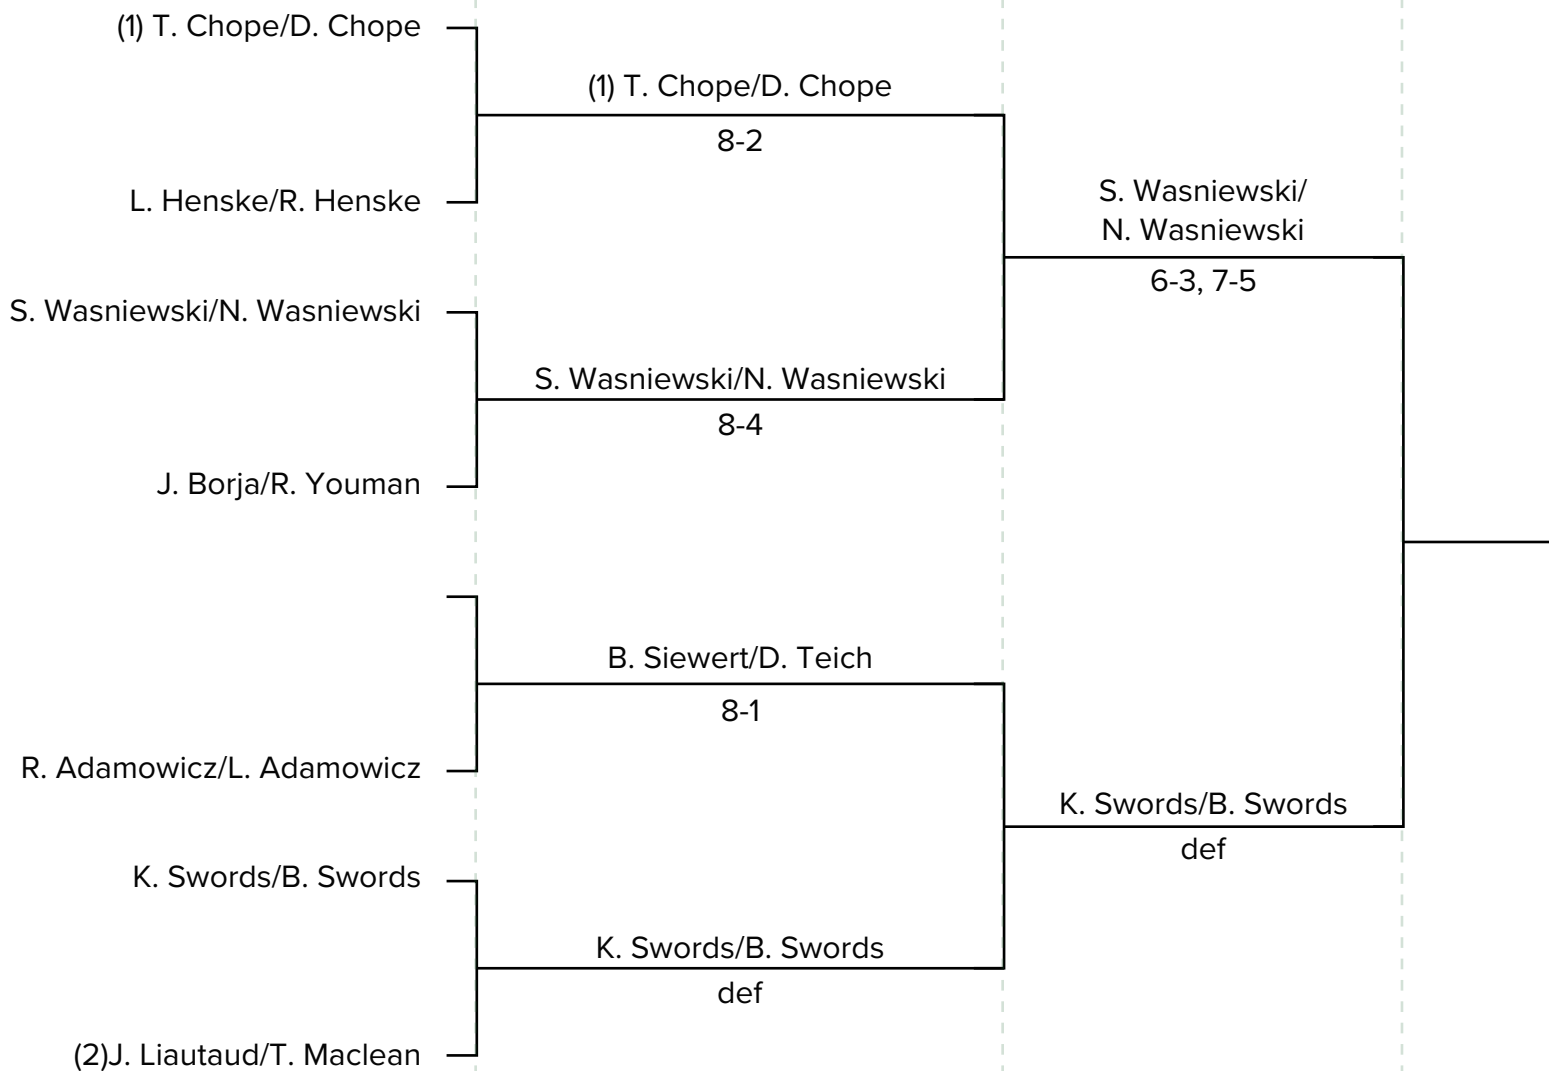 (1) T. Chope/D. Chope
L. Henske/R. Henske
S. Wasniewski/N. Wasniewski
J. Borja/R. Youman
R. Adamowicz/L. Adamowicz
K. Swords/B. Swords
(2)J. Liautaud/T. Maclean
(1) T. Chope/D. Chope
8-2
S. Wasniewski/N. Wasniewski
8-4
B. Siewert/D. Teich
8-1
K. Swords/B. Swords
def
S. Wasniewski/
N. Wasniewski
6-3, 7-5
K. Swords/B. Swords
def